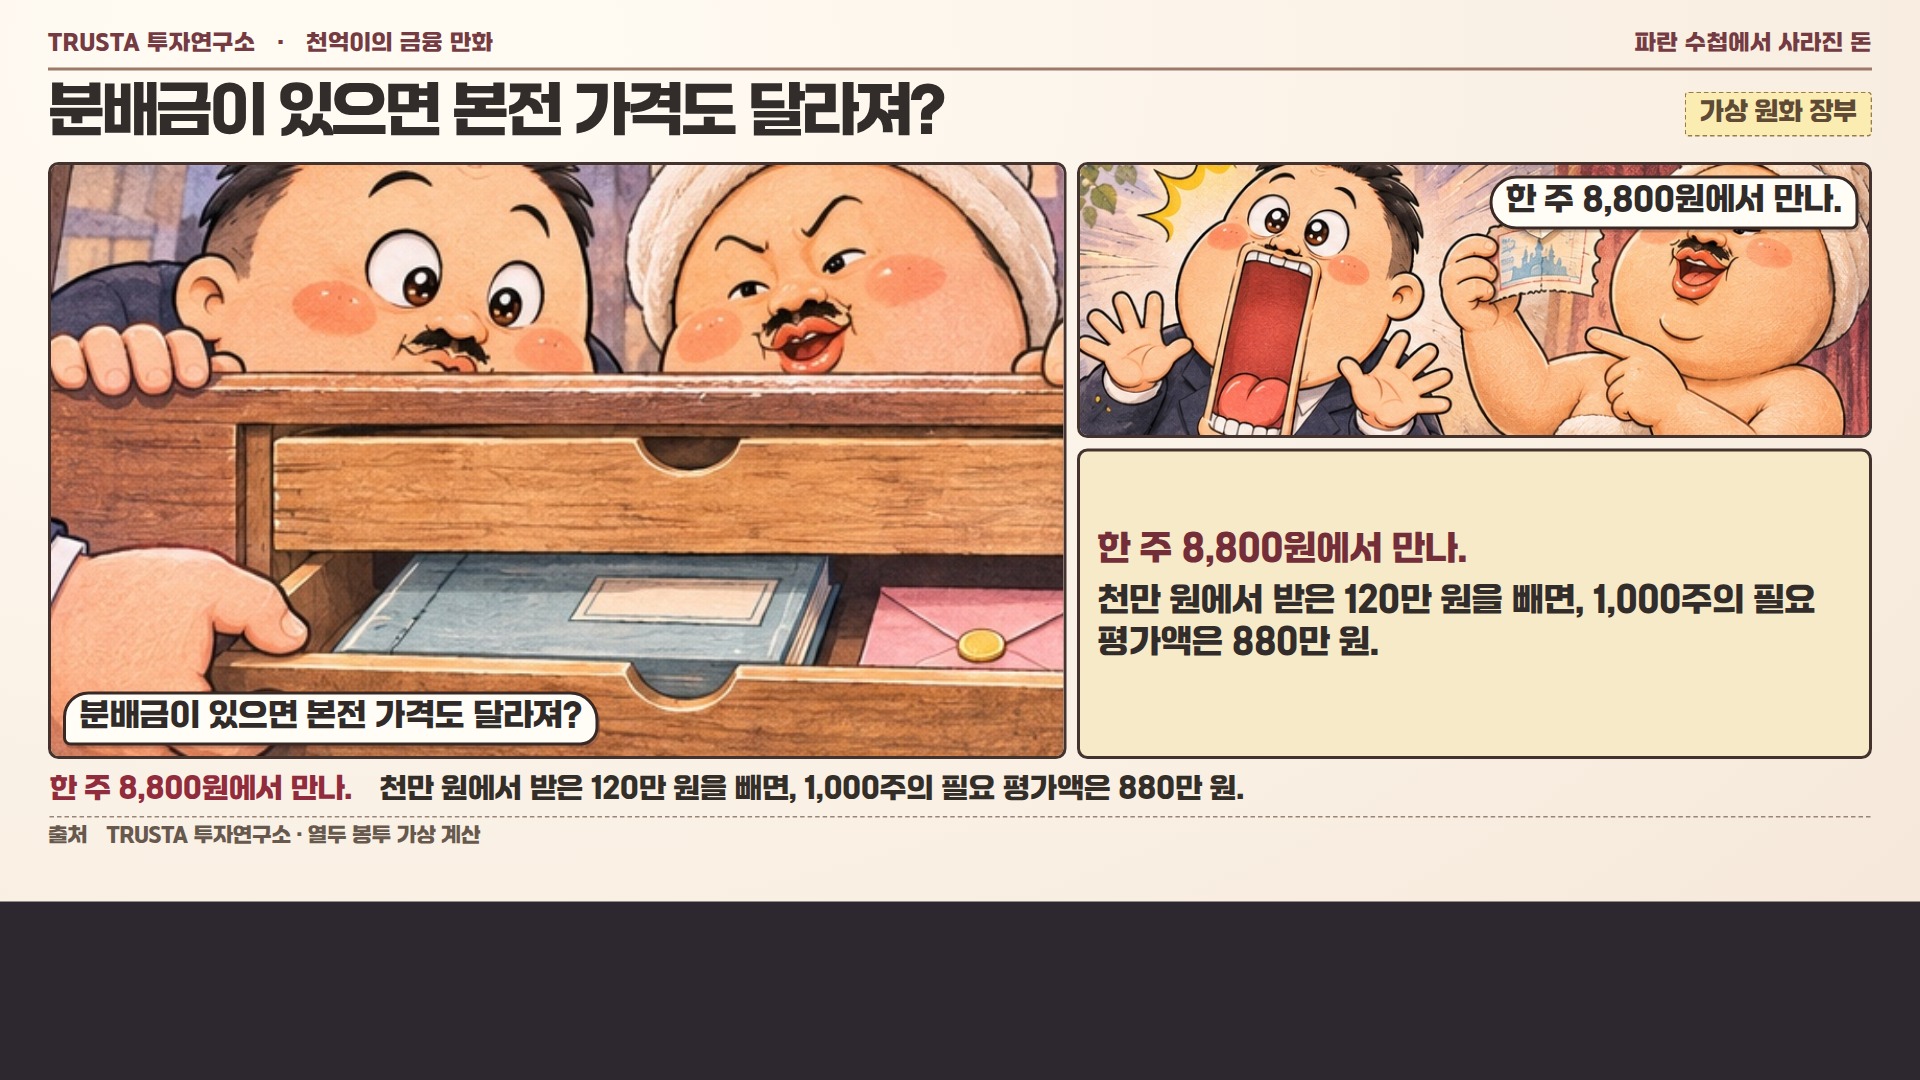 TRUSTA 투자연구소 · 천억이의 금융 만화
파란 수첩에서 사라진 돈
분배금이 있으면 본전 가격도 달라져?
가상 원화 장부
한 주 8,800원에서 만나.
분배금이 있으면 본전 가격도 달라져?
한 주 8,800원에서 만나.
천만 원에서 받은 120만 원을 빼면, 1,000주의 필요
평가액은 880만 원.
한 주 8,800원에서 만나. 천만 원에서 받은 120만 원을 빼면, 1,000주의 필요 평가액은 880만 원.
출처 TRUSTA 투자연구소 · 열두 봉투 가상 계산